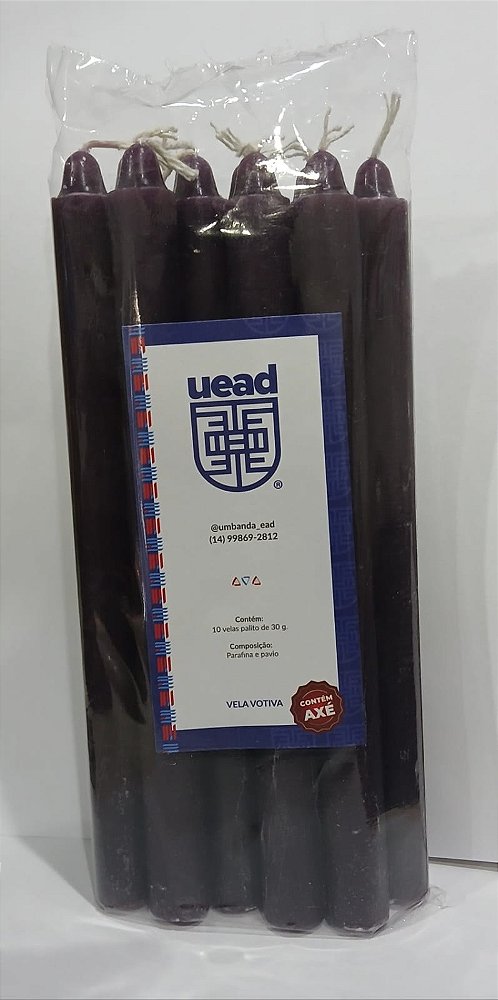 uead
®
@umbanda_ead
(14) 99869-2812
Contém:
10 velas palito de 30 g.
Composição:
Parafina e pavio
VELA VOTIVA
CONTÉM
AXÉ